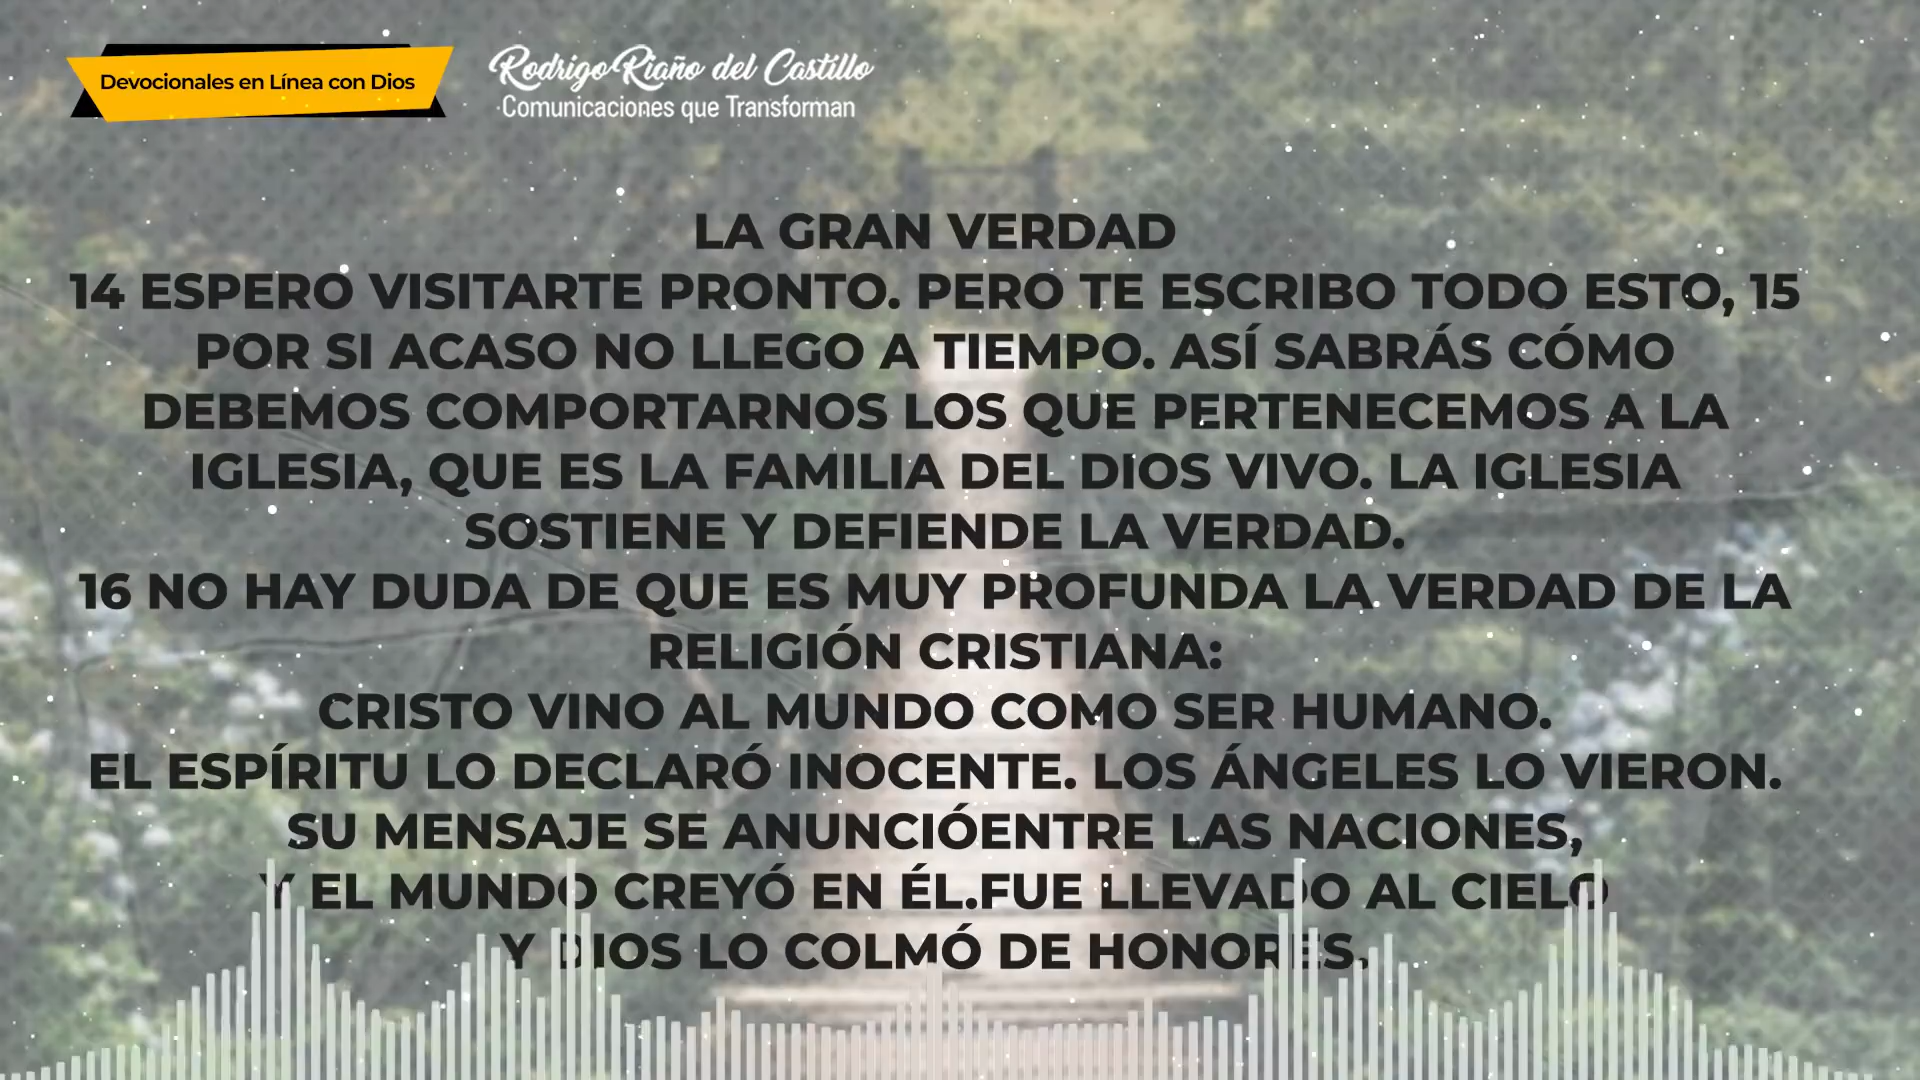 Devocionales en Línea con Dios
Rodrigo Riaño del Castillo
Comunicaciones que Transforman
LA GRAN VERDAD
14 ESPERO VISITARTE PRONTO. PERO TE ESCRIBO TODO ESTO, 15
POR SI ACASO NO LLEGO A TIEMPO. ASÍ SABRÁS CÓMO
DEBEMOS COMPORTARNOS LOS QUE PERTENECEMOS A LA
IGLESIA, QUE ES LA FAMILIA DEL DIOS VIVO. LA IGLESIA
SOSTIENE Y DEFIENDE LA VERDAD.
16 NO HAY DUDA DE QUE ES MUY PROFUNDA LA VERDAD DE LA
RELIGIÓN CRISTIANA:
CRISTO VINO AL MUNDO COMO SER HUMANO.
EL ESPÍRITU LO DECLARÓ INOCENTE. LOS ÁNGELES LO VIERON.
SU MENSAJE SE ANUNCIÓENTRE LAS NACIONES,
Y EL MUNDO CREYÓ EN ÉL.FUE LLEVADO AL CIELO
Y DIOS LO COLMÓ DE HONORES.